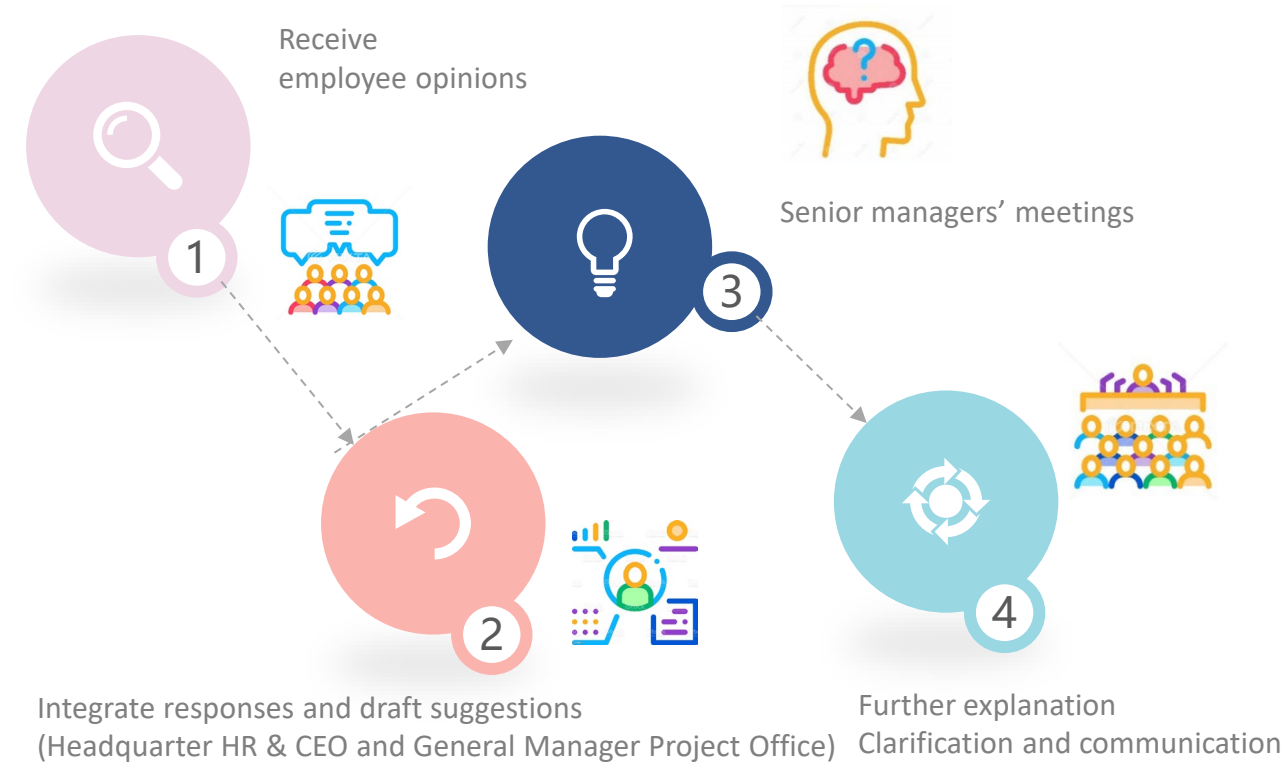 Receive
employee opinions
1
Integrate responses and draft suggestions
(Headquarter HR & CEO and General Manager Project Office)
2
Senior managers’ meetings
3
Further explanation
Clarification and communication
4